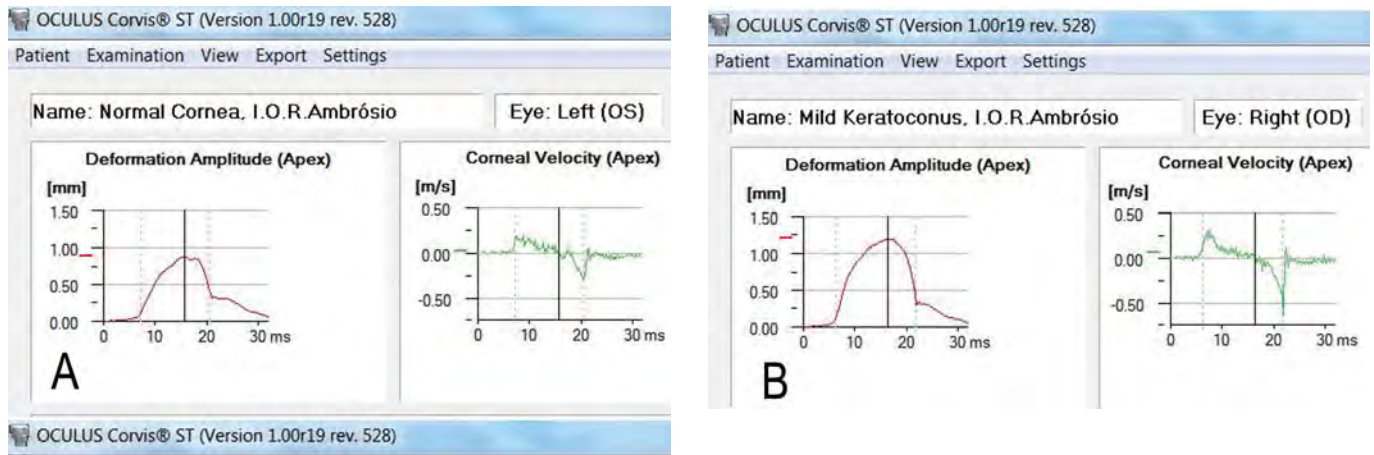 OCULUS Corvis® ST (Version 1.00r19 rev. 528)
Patient Examination View Export Settings
Name: Normal Cornea, I.O.R.Ambrósio
Eye: Left (OS)
Deformation Amplitude (Apex)
[mm]
1.50
1.00
0.50
0.00
0 10 20 30 ms
Corneal Velocity (Apex)
[m/s]
0.50
0.00
-0.50
0 10 20 30 ms
A
OCULUS Corvis® ST (Version 1.00r19 rev. 528)
OCULUS Corvis® ST (Version 1.00r19 rev. 528)
Patient Examination View Export Settings
Name: Mild Keratoconus, I.O.R.Ambrósio
Eye: Right (OD)
Deformation Amplitude (Apex)
[mm]
1.50
1.00
0.50
0.00
0 10 20 30 ms
Corneal Velocity (Apex)
[m/s]
0.50
0.00
-0.50
0 10 20 30 ms
B